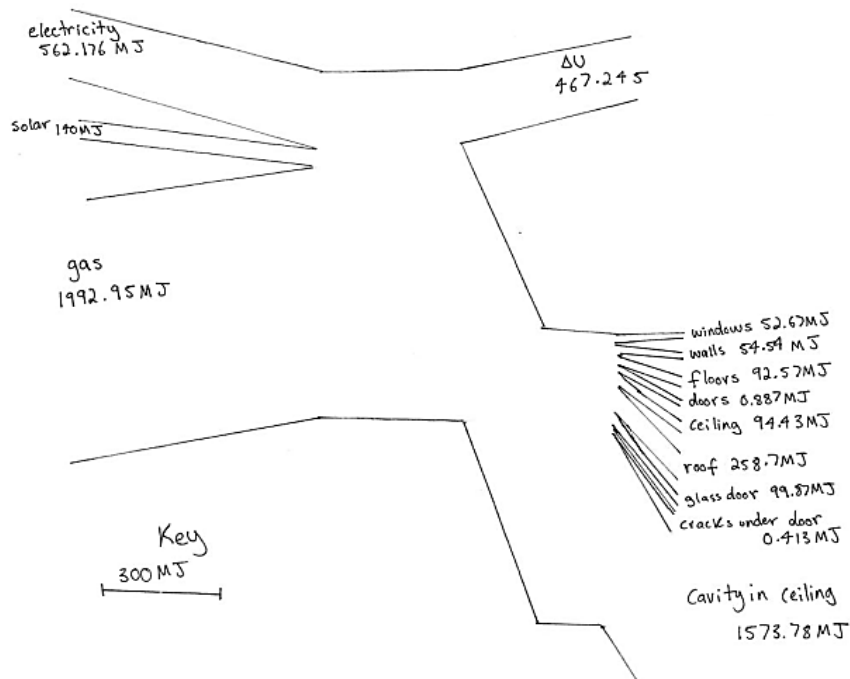 electricity
562.176 MJ
ΔU
467.245
solar 140MJ
gas
1992.95MJ
windows 52.67MJ
walls 54.54 MJ
floors 92.57MJ
doors 0.887MJ
ceiling 94.43MJ
roof 258.7MJ
glass door 99.87MJ
cracks under door
0.413MJ
Key
300 MJ
Cavity in ceiling
1573.78MJ